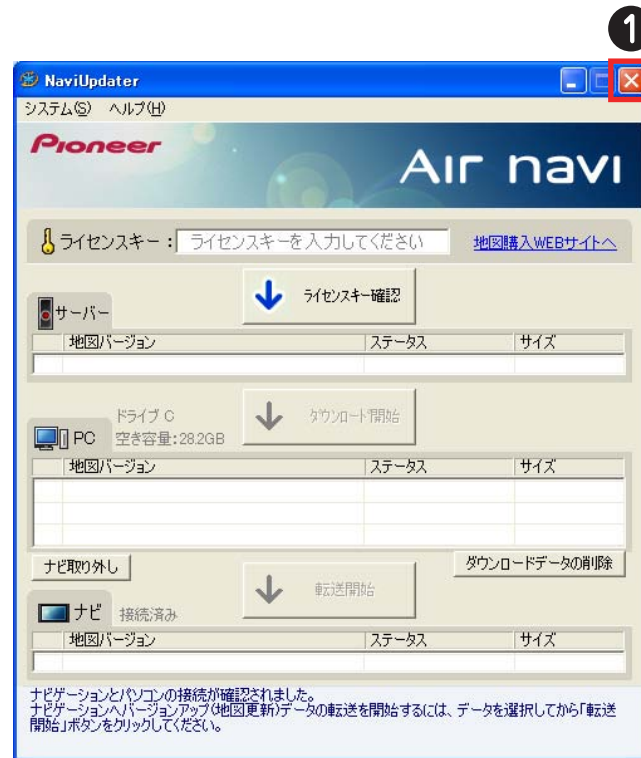 1
NaviUpdater
システム(S) ヘルプ(H)
Pioneer
AIR navi
ライセンスキー： ライセンスキーを入力してください 地図購入WEBサイトへ
ライセンスキー確認
サーバー
地図バージョン ステータス サイズ
ドライブ C
ダウンロード開始
PC 空き容量:28.2GB
地図バージョン ステータス サイズ
ナビ取り外し ダウンロードデータの削除
転送開始
ナビ 接続済み
地図バージョン ステータス サイズ
ナビゲーションとパソコンの接続が確認されました。
ナビゲーションへバージョンアップ(地図更新)データの転送を開始するには、データを選択してから「転送
開始」ボタンをクリックしてください。